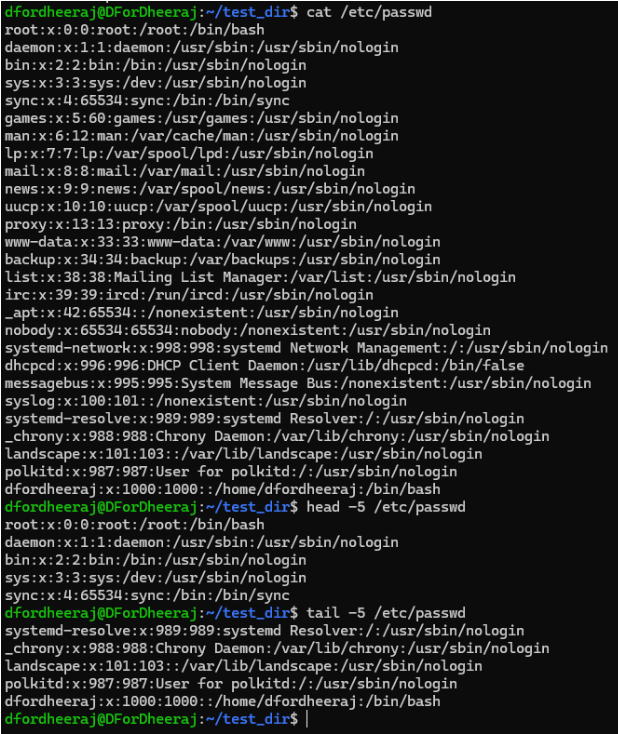 dfordheeraj@DForDheeraj:~/test_dir$ cat /etc/passwd
root:x:0:0:root:/root:/bin/bash
daemon:x:1:1:daemon:/usr/sbin:/usr/sbin/nologin
bin:x:2:2:bin:/bin:/usr/sbin/nologin
sys:x:3:3:sys:/dev:/usr/sbin/nologin
sync:x:4:65534:sync:/bin:/bin/sync
games:x:5:60:games:/usr/games:/usr/sbin/nologin
man:x:6:12:man:/var/cache/man:/usr/sbin/nologin
lp:x:7:7:lp:/var/spool/lpd:/usr/sbin/nologin
mail:x:8:8:mail:/var/mail:/usr/sbin/nologin
news:x:9:9:news:/var/spool/news:/usr/sbin/nologin
uucp:x:10:10:uucp:/var/spool/uucp:/usr/sbin/nologin
proxy:x:13:13:proxy:/bin:/usr/sbin/nologin
www-data:x:33:33:www-data:/var/www:/usr/sbin/nologin
backup:x:34:34:backup:/var/backups:/usr/sbin/nologin
list:x:38:38:Mailing List Manager:/var/list:/usr/sbin/nologin
irc:x:39:39:ircd:/run/ircd:/usr/sbin/nologin
_apt:x:42:65534::/nonexistent:/usr/sbin/nologin
nobody:x:65534:65534:nobody:/nonexistent:/usr/sbin/nologin
systemd-network:x:998:998:systemd Network Management:/:/usr/sbin/nologin
dhcpcd:x:996:996:DHCP Client Daemon:/usr/lib/dhcpcd:/bin/false
messagebus:x:995:995:System Message Bus:/nonexistent:/usr/sbin/nologin
syslog:x:100:101::/nonexistent:/usr/sbin/nologin
systemd-resolve:x:989:989:systemd Resolver:/:/usr/sbin/nologin
_chrony:x:988:988:Chrony Daemon:/var/lib/chrony:/usr/sbin/nologin
landscape:x:101:103::/var/lib/landscape:/usr/sbin/nologin
polkitd:x:987:987:User for polkitd:/:/usr/sbin/nologin
dfordheeraj:x:1000:1000::/home/dfordheeraj:/bin/bash
dfordheeraj@DForDheeraj:~/test_dir$ head -5 /etc/passwd
root:x:0:0:root:/root:/bin/bash
daemon:x:1:1:daemon:/usr/sbin:/usr/sbin/nologin
bin:x:2:2:bin:/bin:/usr/sbin/nologin
sys:x:3:3:sys:/dev:/usr/sbin/nologin
sync:x:4:65534:sync:/bin:/bin/sync
dfordheeraj@DForDheeraj:~/test_dir$ tail -5 /etc/passwd
systemd-resolve:x:989:989:systemd Resolver:/:/usr/sbin/nologin
_chrony:x:988:988:Chrony Daemon:/var/lib/chrony:/usr/sbin/nologin
landscape:x:101:103::/var/lib/landscape:/usr/sbin/nologin
polkitd:x:987:987:User for polkitd:/:/usr/sbin/nologin
dfordheeraj:x:1000:1000::/home/dfordheeraj:/bin/bash
dfordheeraj@DForDheeraj:~/test_dir$